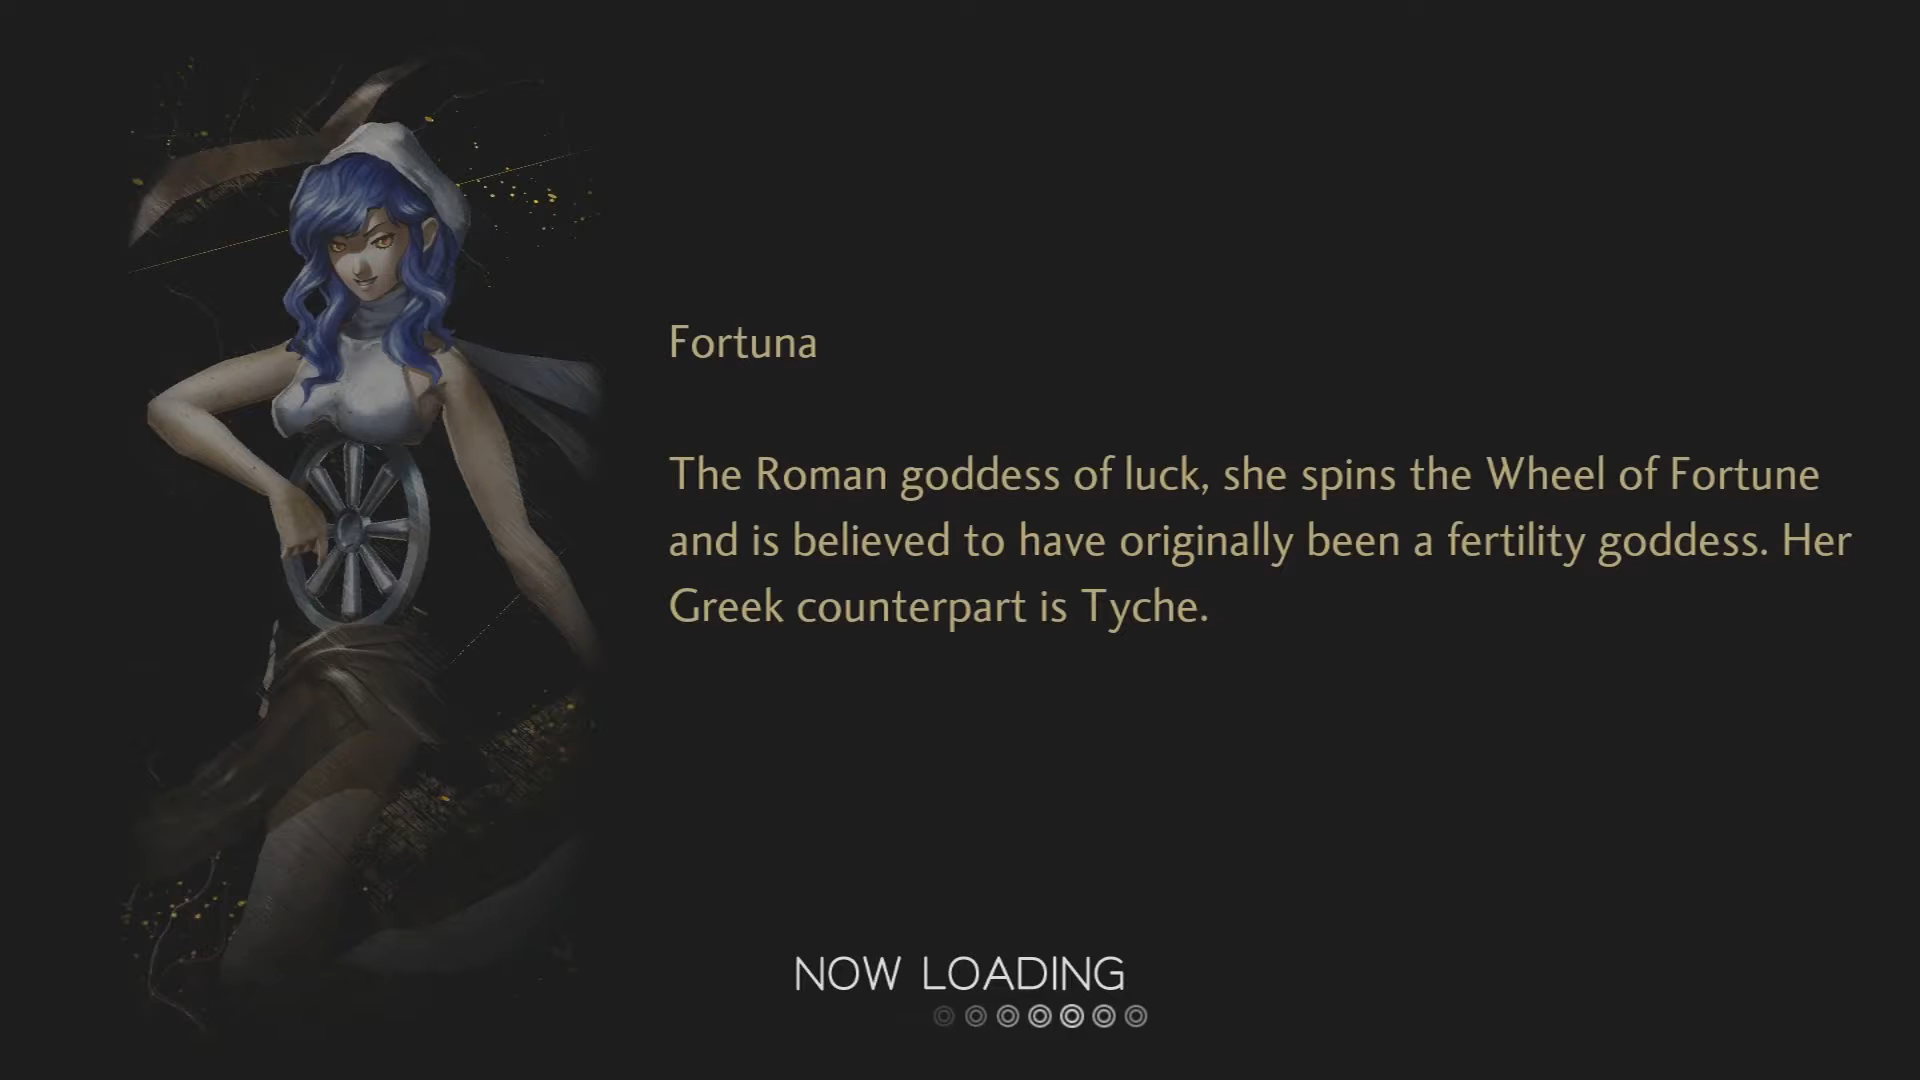 Fortuna
The Roman goddess of luck, she spins the Wheel of Fortune
and is believed to have originally been a fertility goddess. Her
Greek counterpart is Tyche.
NOW LOADING